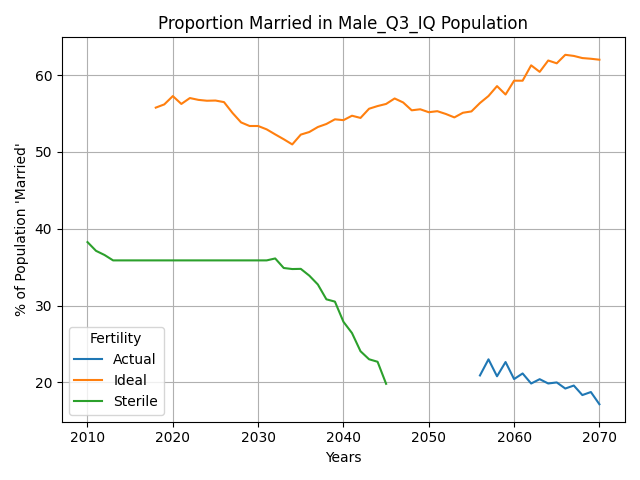 Proportion Married in Male_Q3_IQ Population
% of Population 'Married'
60
50
40
30
20
Fertility
Actual
Ideal
Sterile
2010 2020 2030 2040 2050 2060 2070
Years